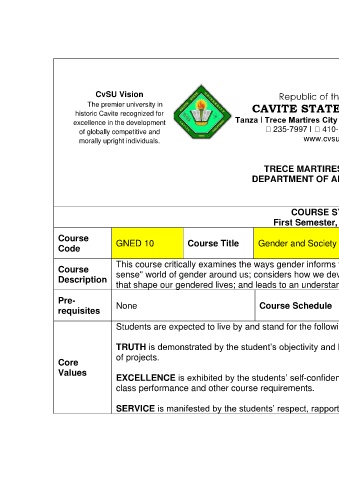 CvSU Vision
The premier university in
historic Cavite recognized for
excellence in the development
of globally competitive and
morally upright individuals.
Republic of th
CAVITE STATE
Tanza l Trece Martires City
□ 235-7997 l □ 410-
www.cvsu
TRECE MARTIRES
DEPARTMENT OF A
COURSE S
First Semester,
Course Code
GNED 10
Course Title
Gender and Society
Course Description
This course critically examines the ways gender informs
sense" world of gender around us; considers how we dev
that shape our gendered lives; and leads to an understan
Pre-requisites
None
Course Schedule
Core Values
Students are expected to live by and stand for the followi
TRUTH is demonstrated by the student's objectivity and
of projects.
EXCELLENCE is exhibited by the students' self-confiden
class performance and other course requirements.
SERVICE is manifested by the students' respect, rapport